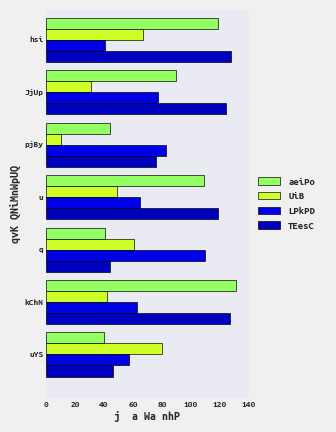 qvK QNiMnWpUQ
hsi
JjUp
pjBy
u
q
kChN
uYS
0 20 40 60 80 100 120 140
j a Wa nhP
aeiPo
UiB
LPkPD
TEesC